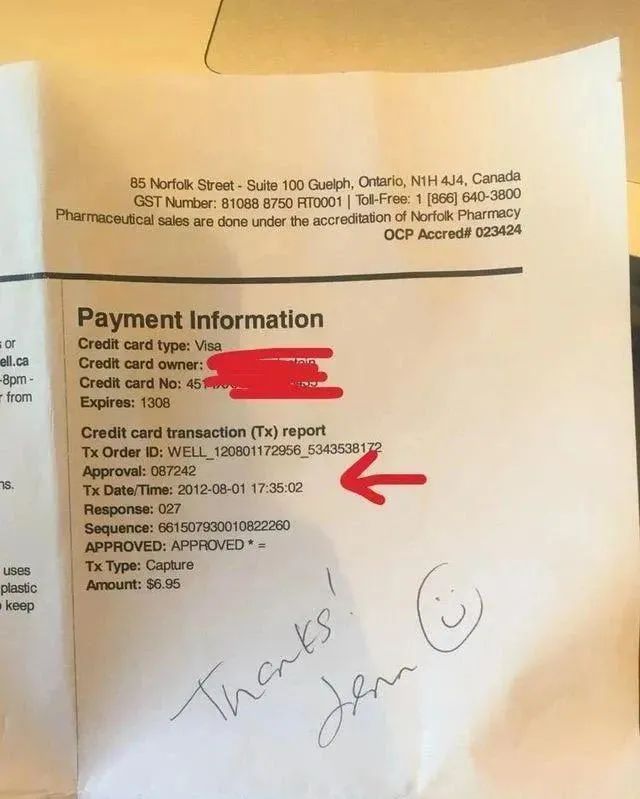 85 Norfolk Street - Suite 100 Guelph, Ontario, N1H 4J4, Canada
GST Number: 81088 8750 RT0001 | Toll-Free: 1 [866] 640-3800
Pharmaceutical sales are done under the accreditation of Norfolk Pharmacy
OCP Accred# 023424
or
ell.ca
-8pm -
from
ns.
uses
plastic
keep
Payment Information
Credit card type: Visa
Credit card owner:
Credit card No: 451
Expires: 1308
Credit card transaction (Tx) report
Tx Order ID: WELL_120801172956_5343538172
Approval: 087242
Tx Date/Time: 2012-08-01 17:35:02
Response: 027
Sequence: 661507930010822260
APPROVED: APPROVED * =
Tx Type: Capture
Amount: $6.95
Thanks!
Jenn